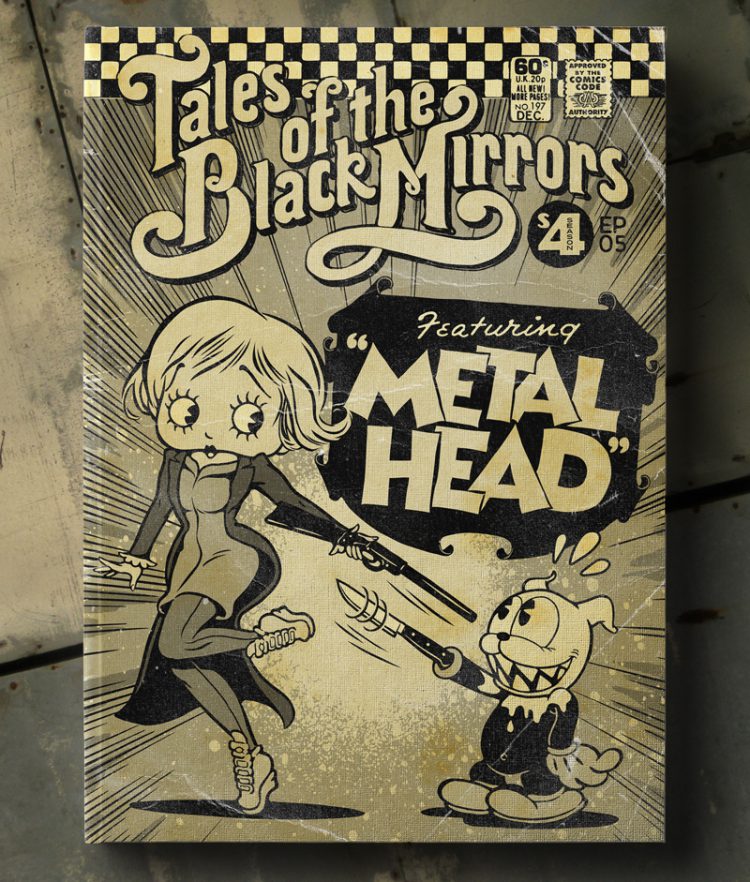 Tales
of the
Black Mirrors
60¢
U.K. 20p
ALL NEW!
MORE PAGES!
NO 197
DEC.
APPROVED
BY THE
COMICS
CODE
AUTHORITY
$4
SEASON
EP
05
Featuring
"METAL
HEAD"